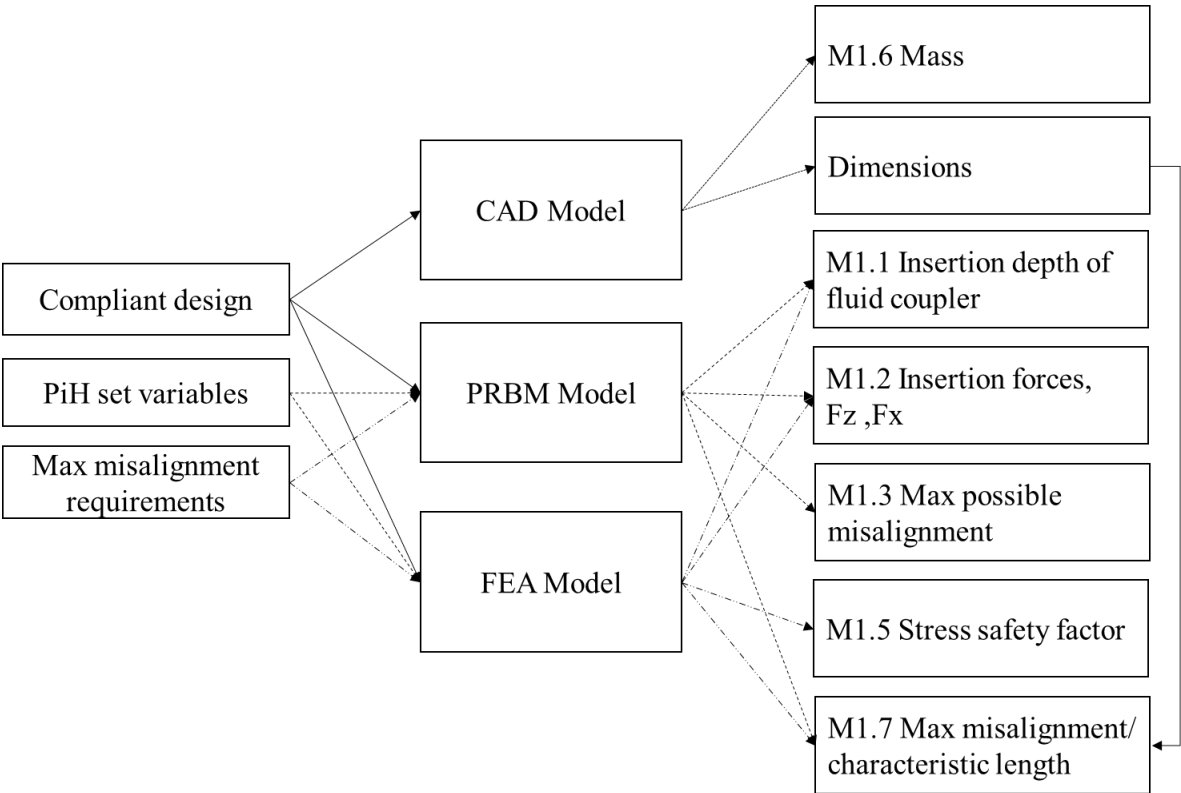 Compliant design
PiH set variables
Max misalignment
requirements
CAD Model
PRBM Model
FEA Model
M1.6 Mass
Dimensions
M1.1 Insertion depth of
fluid coupler
M1.2 Insertion forces,
Fz ,Fx
M1.3 Max possible
misalignment
M1.5 Stress safety factor
M1.7 Max misalignment/
characteristic length